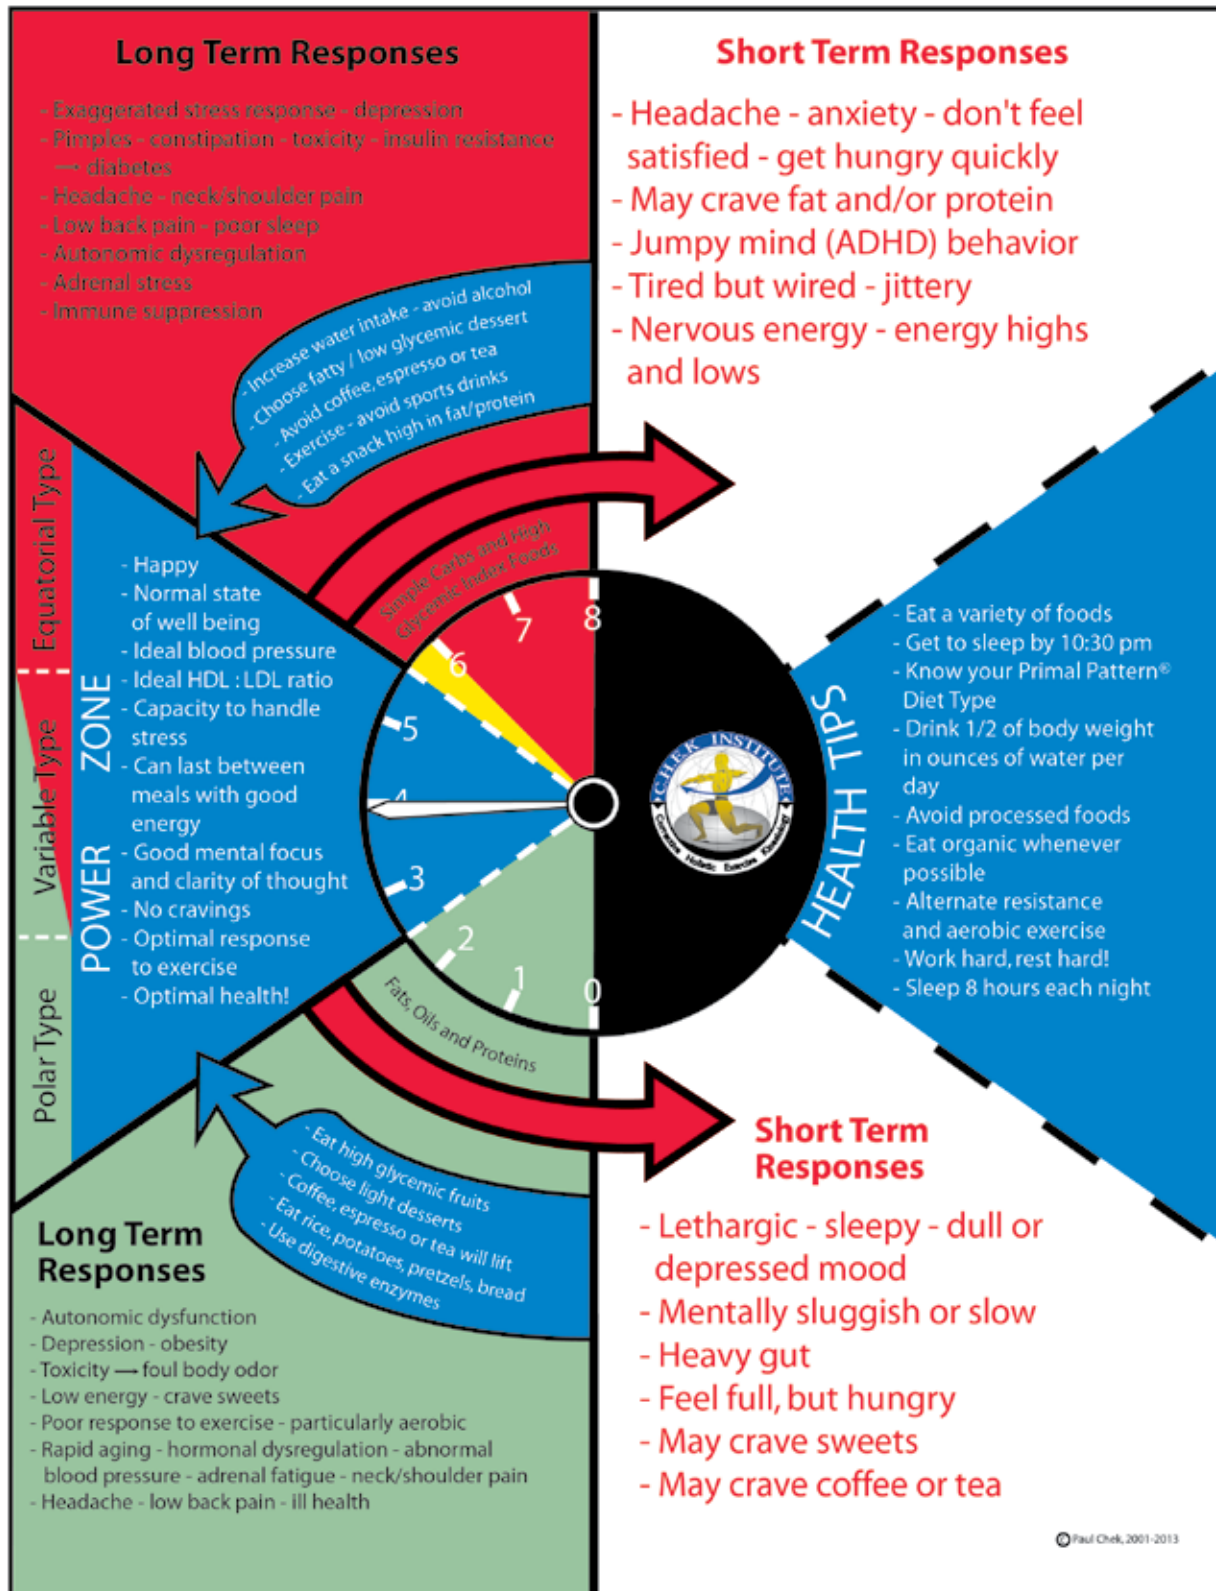 Long Term Responses
- Exaggerated stress response - depression
- Pimples - constipation - toxicity - insulin resistance
→ diabetes
- Headache - neck/shoulder pain
- Low back pain - poor sleep
- Autonomic dysregulation
- Adrenal stress
- Immune suppression
Short Term Responses
- Headache - anxiety - don't feel
satisfied - get hungry quickly
- May crave fat and/or protein
- Jumpy mind (ADHD) behavior
- Tired but wired - jittery
- Nervous energy - energy highs
and lows
- Increase water intake - avoid alcohol
- Choose fatty / low glycemic dessert
- Avoid coffee, espresso or tea
- Exercise - avoid sports drinks
- Eat a snack high in fat/protein
Simple Carbs and High
Glycemic Index Foods
Equatorial Type
Variable Type
Polar Type
POWER ZONE
- Happy
- Normal state
of well being
- Ideal blood pressure
- Ideal HDL : LDL ratio
- Capacity to handle
stress
- Can last between
meals with good
energy
- Good mental focus
and clarity of thought
- No cravings
- Optimal response
to exercise
- Optimal health!
8
7
6
5
4
3
2
1
0
C.H.E.K INSTITUTE
Corrective Holistic Exercise Kinesiology
HEALTH TIPS
- Eat a variety of foods
- Get to sleep by 10:30 pm
- Know your Primal Pattern®
Diet Type
- Drink 1/2 of body weight
in ounces of water per
day
- Avoid processed foods
- Eat organic whenever
possible
- Alternate resistance
and aerobic exercise
- Work hard, rest hard!
- Sleep 8 hours each night
Fats, Oils and Proteins
- Eat high glycemic fruits
- Choose light desserts
- Coffee, espresso or tea will lift
- Eat rice, potatoes, pretzels, bread
- Use digestive enzymes
Long Term
Responses
- Autonomic dysfunction
- Depression - obesity
- Toxicity → foul body odor
- Low energy - crave sweets
- Poor response to exercise - particularly aerobic
- Rapid aging - hormonal dysregulation - abnormal
blood pressure - adrenal fatigue - neck/shoulder pain
- Headache - low back pain - ill health
Short Term
Responses
- Lethargic - sleepy - dull or
depressed mood
- Mentally sluggish or slow
- Heavy gut
- Feel full, but hungry
- May crave sweets
- May crave coffee or tea
© Paul Chek, 2001-2013